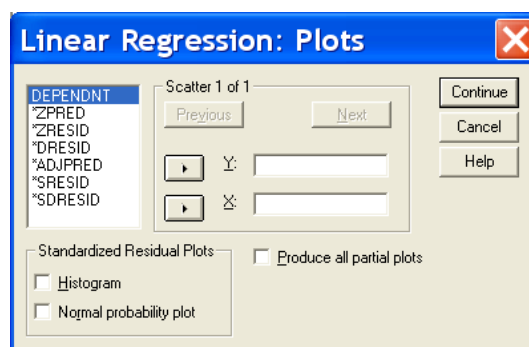 Linear Regression: Plots
DEPENDNT
*ZPRED
*ZRESID
*DRESID
*ADJPRED
*SRESID
*SDRESID
Scatter 1 of 1
Previous
Next
Y:
X:
Continue
Cancel
Help
Standardized Residual Plots
Histogram
Normal probability plot
Produce all partial plots